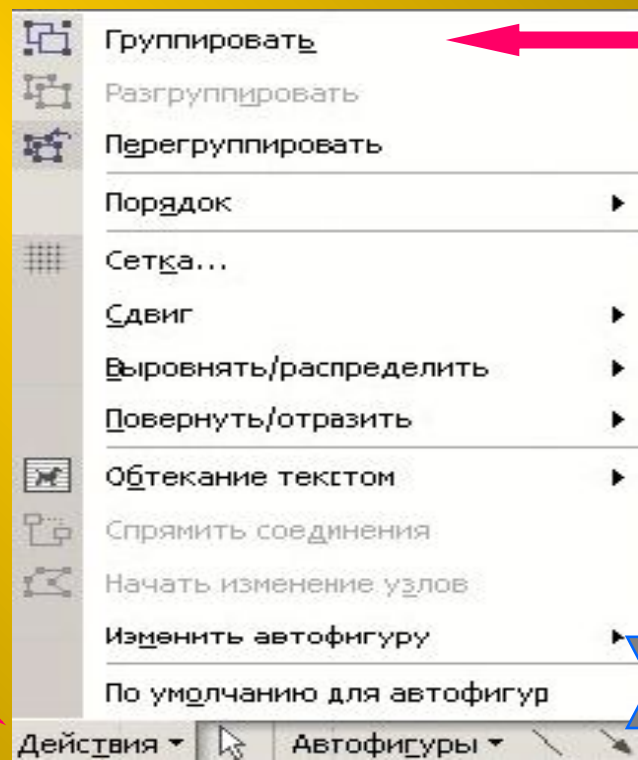 Группировать
Разгруппировать
Перегруппировать
Порядок
Сетка...
Сдвиг
Выровнять/распределить
Повернуть/отразить
Обтекание текстом
Спрямить соединения
Начать изменение узлов
Изменить автофигуру
По умолчанию для автофигур
Действия Автофигуры